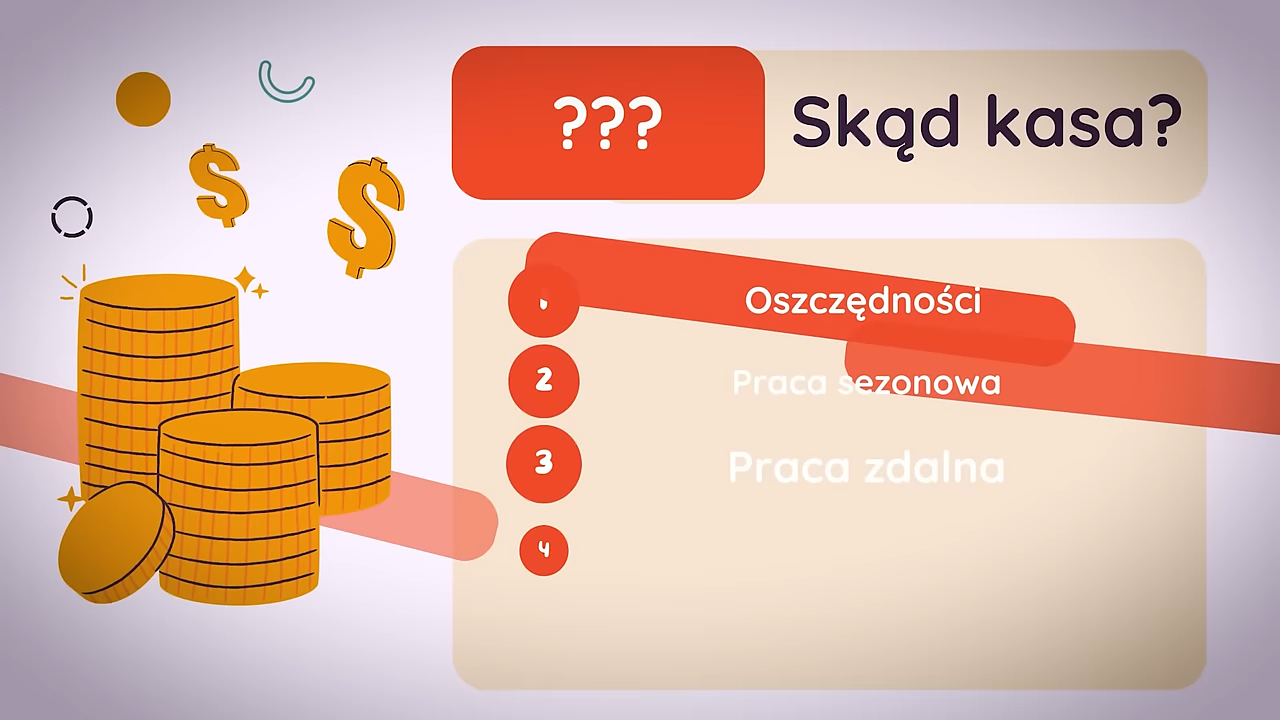 ???
Skąd kasa?
Oszczędności
2 Praca sezonowa
3 Praca zdalna
4